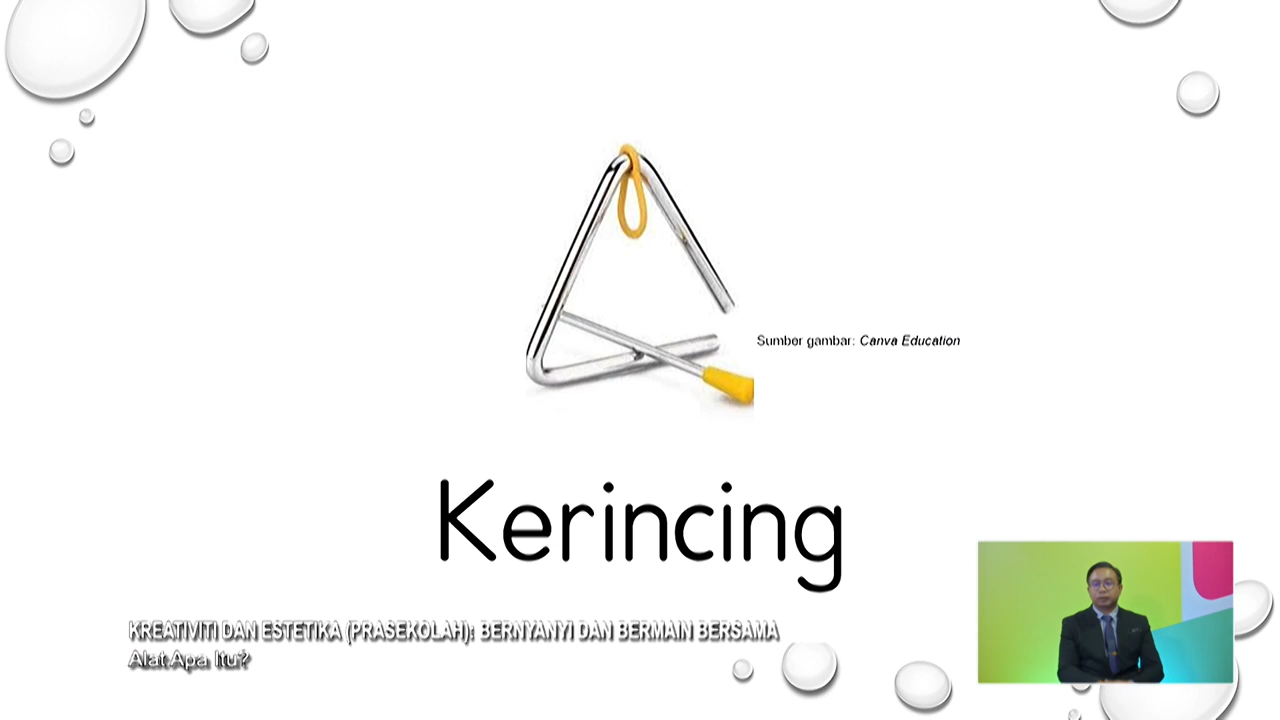 Sumber gambar: Canva Education
Kerincing
KREATIVITI DAN ESTETIKA (PRASEKOLAH): BERNYANYI DAN BERMAIN BERSAMA
Alat Apa Itu?